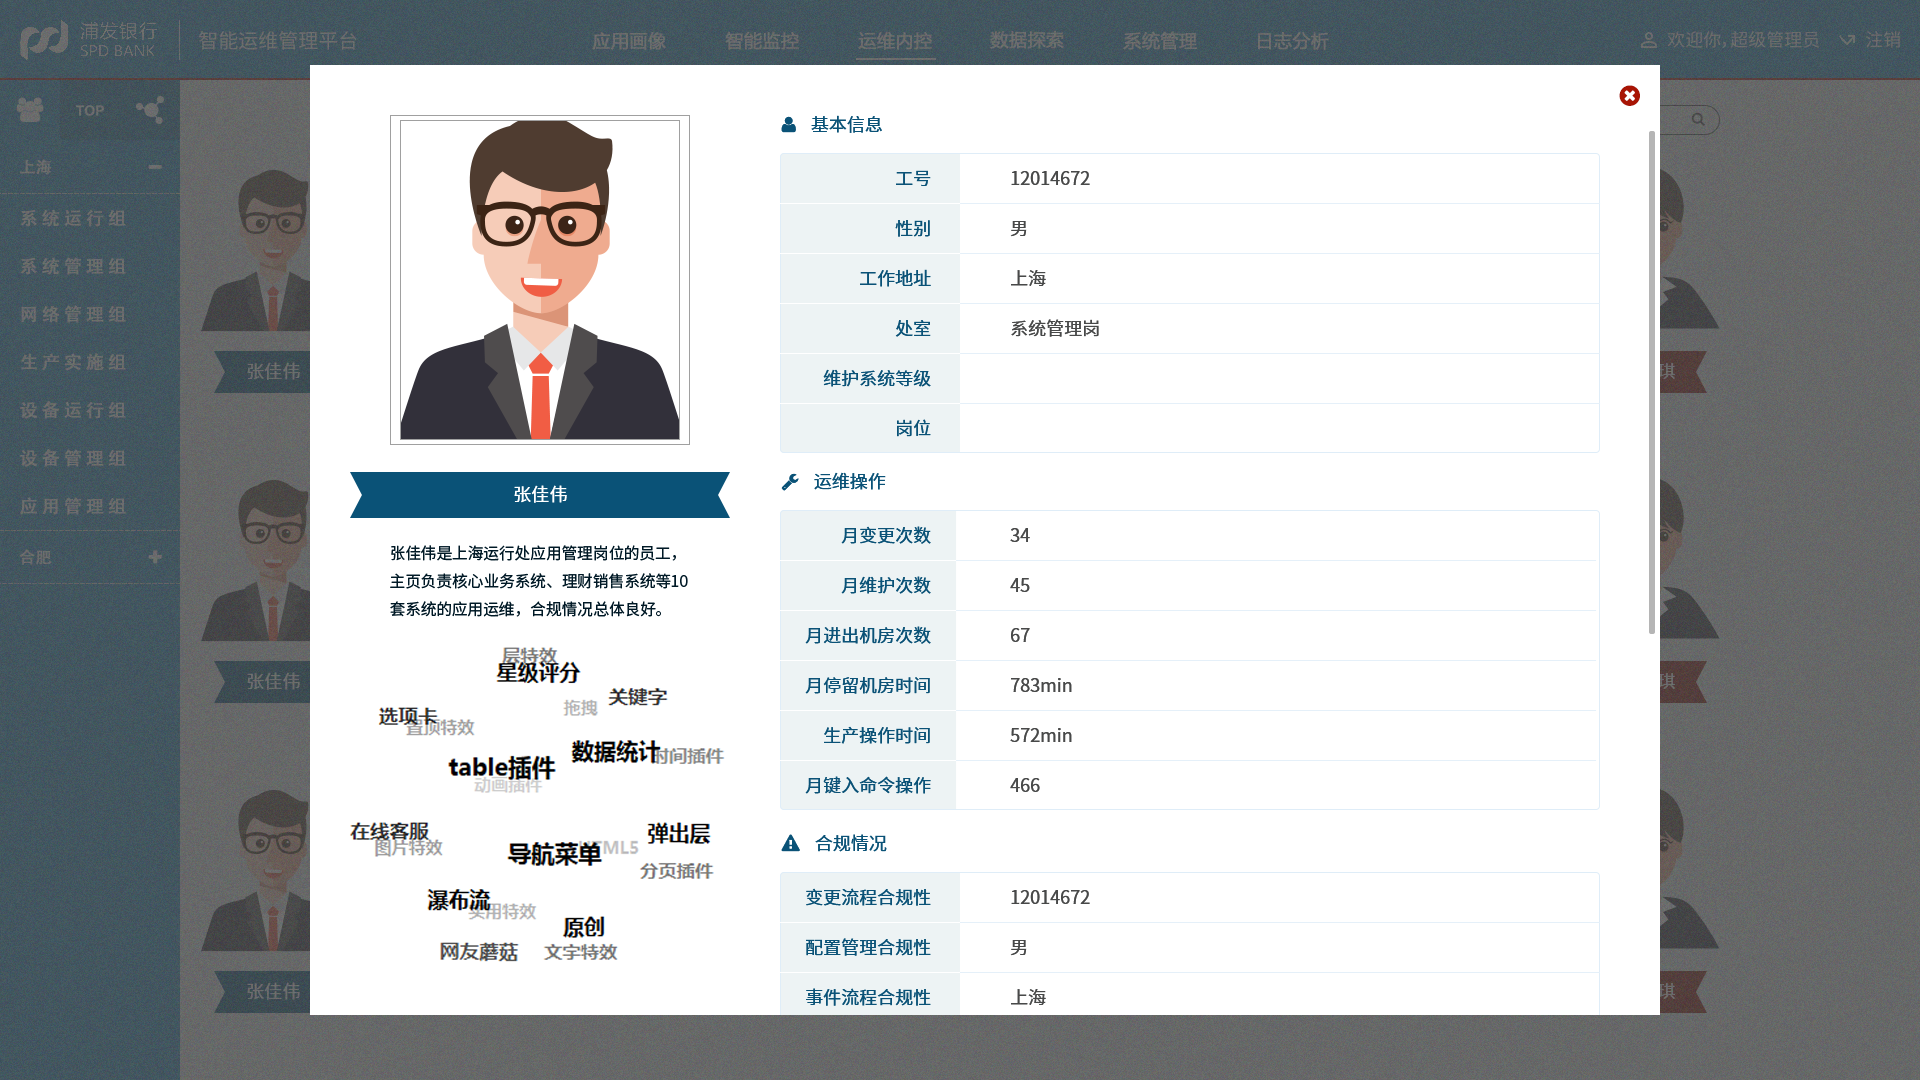 浦发银行
SPD BANK
智能运维管理平台
应用画像
智能监控
运维内控
数据探索
系统管理
日志分析
欢迎你,超级管理员
注销
TOP
上海
系统运行组
系统管理组
网络管理组
生产实施组
设备运行组
设备管理组
应用管理组
合肥
张佳伟
张佳伟
张佳伟
琪
琪
琪
张佳伟
张佳伟是上海运行处应用管理岗位的员工，
主页负责核心业务系统、理财销售系统等10
套系统的应用运维，合规情况总体良好。
层特效
星级评分
关键字
拖拽
选项卡
置顶特效
数据统计
时间插件
table插件
动画插件
在线客服
图片特效
弹出层
导航菜单
HTML5
分页插件
瀑布流
实用特效
原创
网友蘑菇
文字特效
基本信息
工号 12014672
性别 男
工作地址 上海
处室 系统管理岗
维护系统等级
岗位
运维操作
月变更次数 34
月维护次数 45
月进出机房次数 67
月停留机房时间 783min
生产操作时间 572min
月键入命令操作 466
合规情况
变更流程合规性 12014672
配置管理合规性 男
事件流程合规性 上海